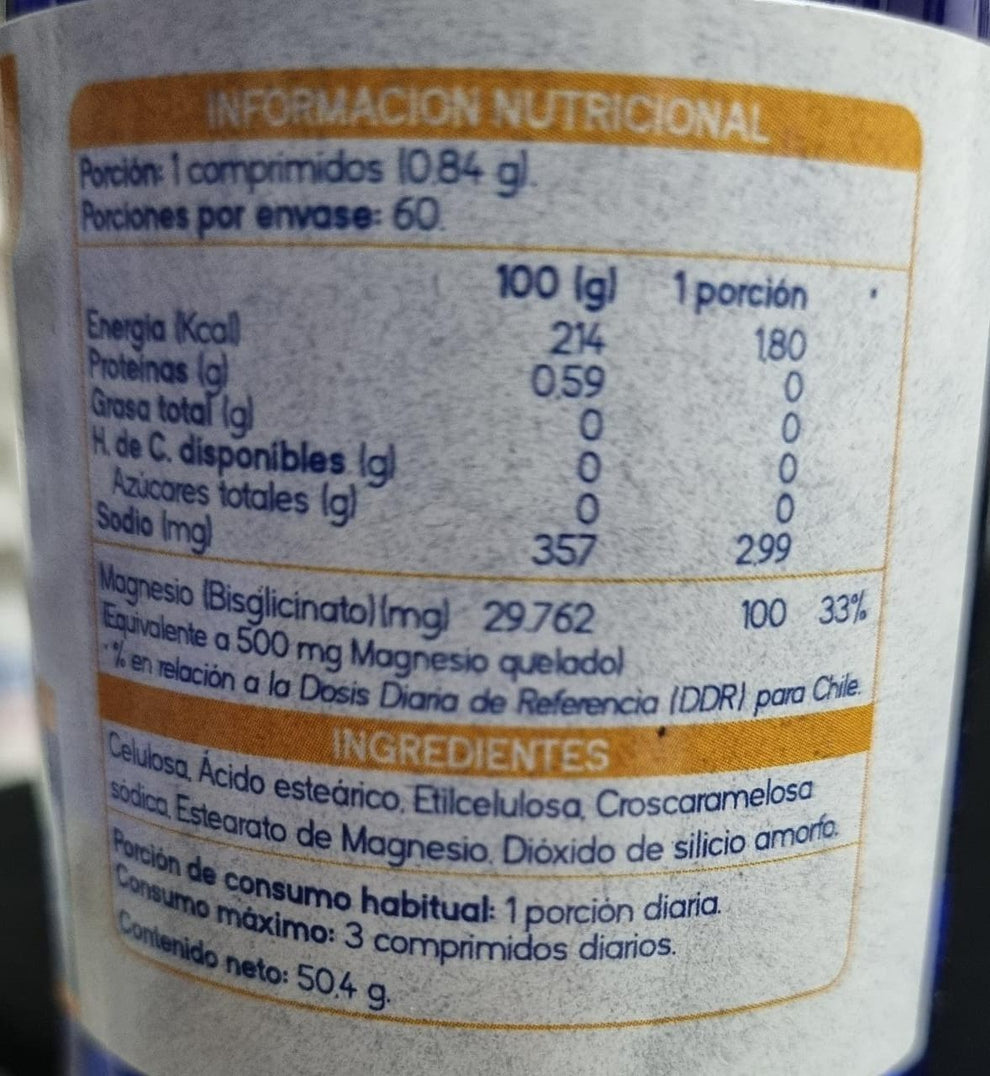 INFORMACION NUTRICIONAL
Porción: 1 comprimidos (0.84 g).
Porciones por envase: 60.
100 (g) 1 porción
Energia (Kcal) 214 1,80
Proteínas (g) 0,59 0
Grasa total (g) 0 0
H. de C. disponibles (g) 0 0
Azúcares totales (g) 0 0
Sodio (mg) 357 2,99
Magnesio (Bisglicinato) (mg) 29.762 100 33%
(Equivalente a 500 mg Magnesio quelado)
*% en relación a la Dosis Diaria de Referencia (DDR) para Chile.
INGREDIENTES
Celulosa, Ácido esteárico, Etilcelulosa, Croscaramelosa
sódica, Estearato de Magnesio, Dióxido de silicio amorfo.
Porción de consumo habitual: 1 porción diaria.
Consumo máximo: 3 comprimidos diarios.
Contenido neto: 50.4 g.